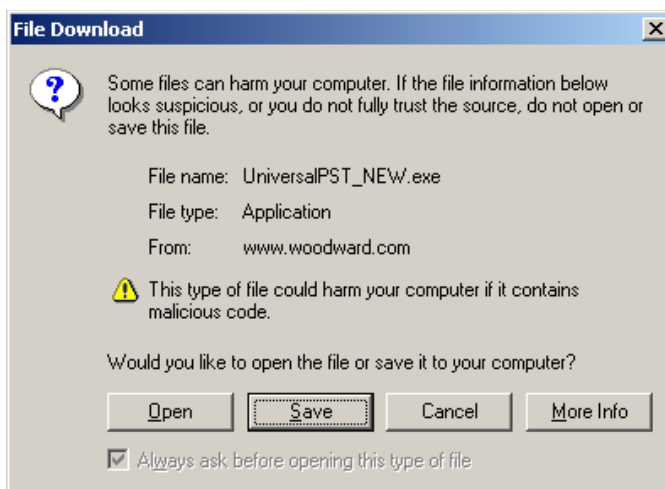 File Download
Some files can harm your computer. If the file information below
looks suspicious, or you do not fully trust the source, do not open or
save this file.
File name: UniversalPST_NEW.exe
File type: Application
From: www.woodward.com
This type of file could harm your computer if it contains
malicious code.
Would you like to open the file or save it to your computer?
Open Save Cancel More Info
Always ask before opening this type of file